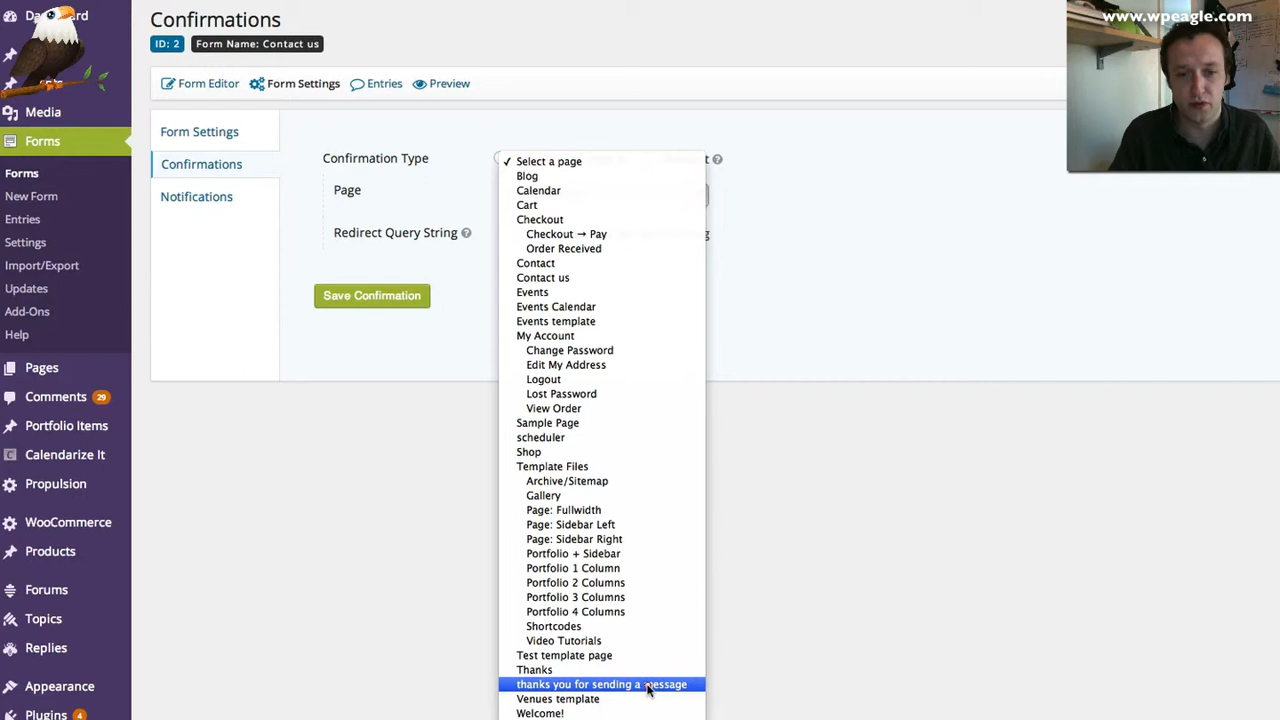 www.wpeagle.com
Confirmations
ID: 2 Form Name: Contact us
Form Editor Form Settings Entries Preview
Media
Forms
Forms
New Form
Entries
Settings
Import/Export
Updates
Add-Ons
Help
Pages
Comments 29
Portfolio Items
Calendarize It
Propulsion
WooCommerce
Products
Forums
Topics
Replies
Appearance
Plugins 4
Form Settings
Confirmations
Notifications
Confirmation Type
Page
Redirect Query String
Save Confirmation
✓ Select a page
Blog
Calendar
Cart
Checkout
Checkout → Pay
Order Received
Contact
Contact us
Events
Events Calendar
Events template
My Account
Change Password
Edit My Address
Logout
Lost Password
View Order
Sample Page
scheduler
Shop
Template Files
Archive/Sitemap
Gallery
Page: Fullwidth
Page: Sidebar Left
Page: Sidebar Right
Portfolio + Sidebar
Portfolio 1 Column
Portfolio 2 Columns
Portfolio 3 Columns
Portfolio 4 Columns
Shortcodes
Video Tutorials
Test template page
Thanks
thanks you for sending a message
Venues template
Welcome!